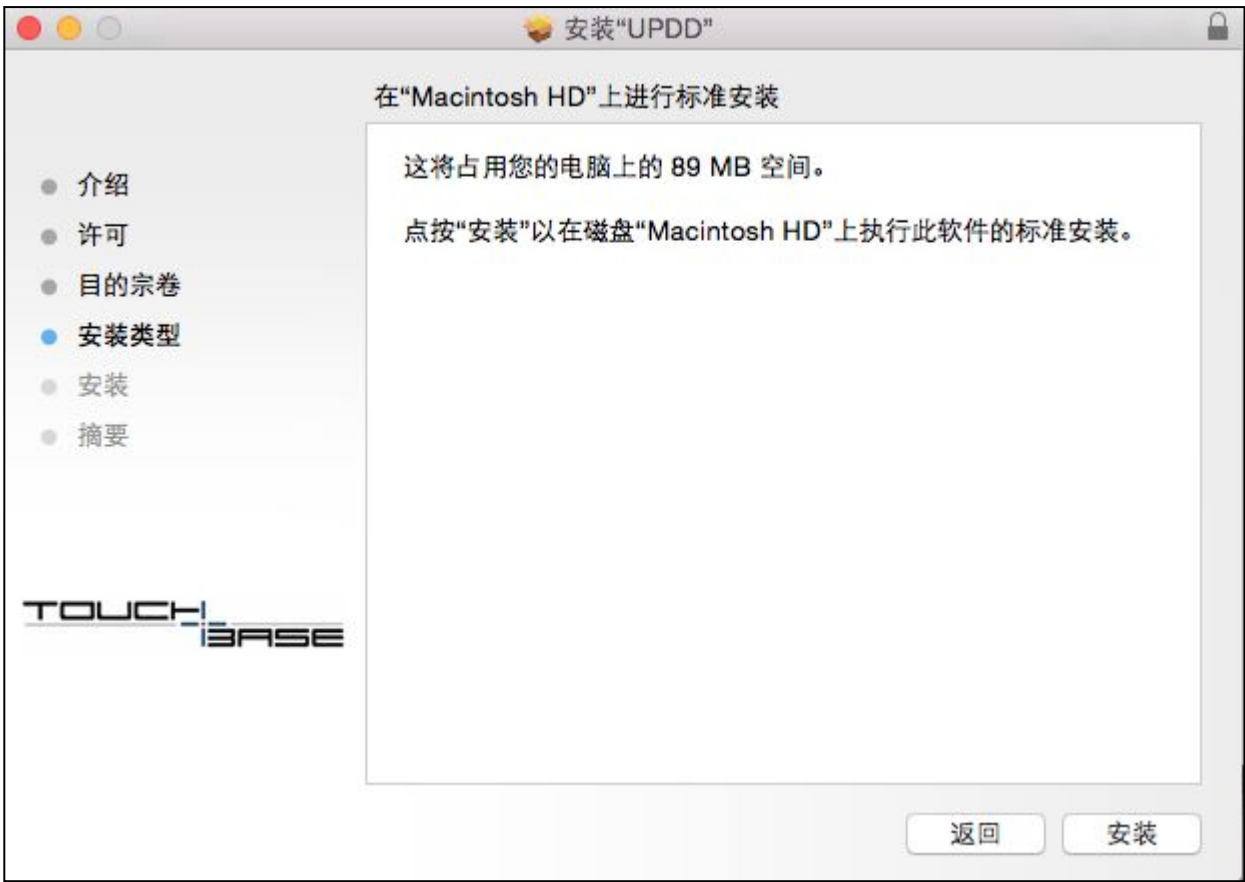 安装“UPDD”
在“Macintosh HD”上进行标准安装
这将占用您的电脑上的 89 MB 空间。
点按“安装”以在磁盘“Macintosh HD”上执行此软件的标准安装。
介绍
许可
目的宗卷
安装类型
安装
摘要
TOUCH
BASE
返回
安装